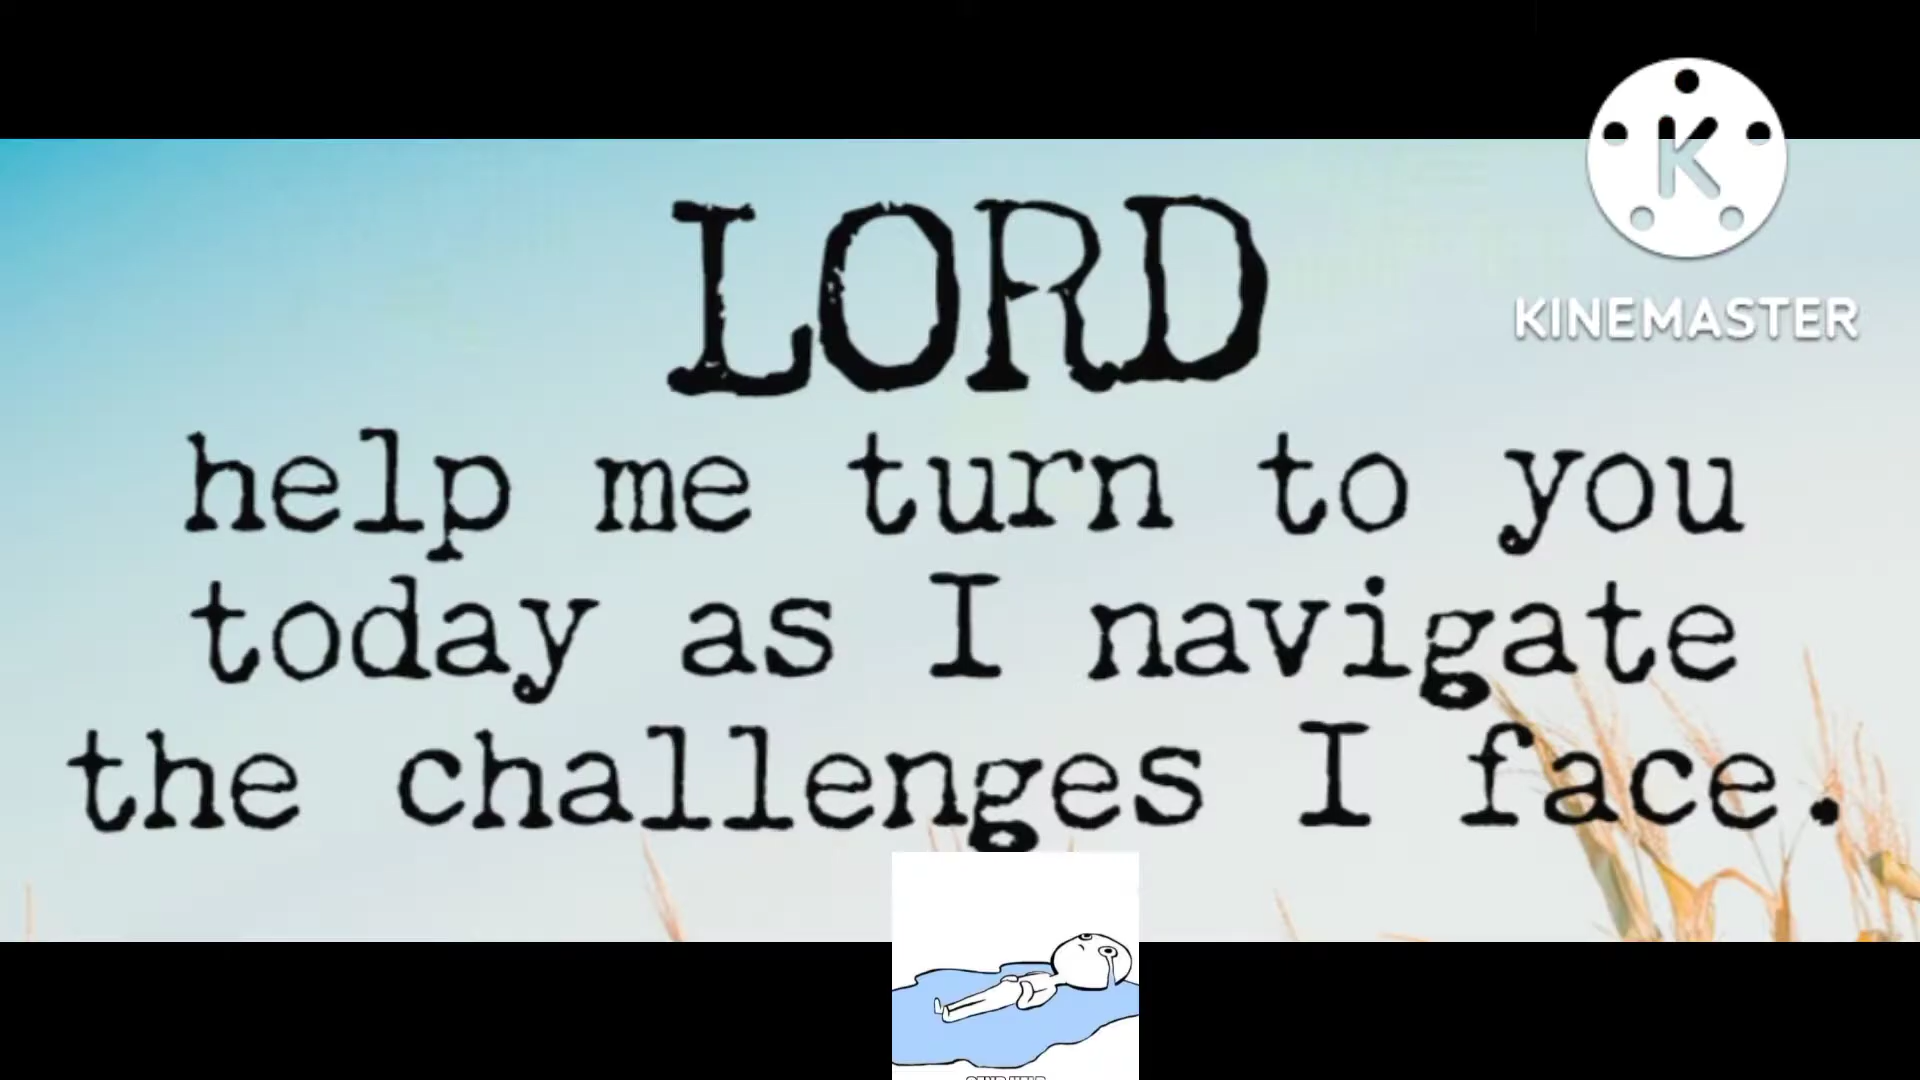 LORD
help me turn to you
today as I navigate
the challenges I face.
K
KINEMASTER